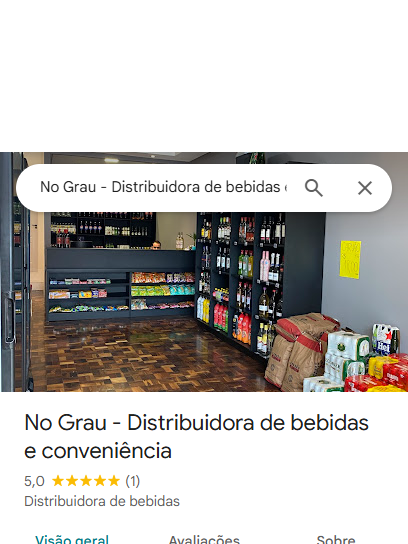 No Grau - Distribuidora de bebidas e
No Grau - Distribuidora de bebidas
e conveniência
5,0 ★★★★★ (1)
Distribuidora de bebidas
Visão geral
Avaliações
Sobre